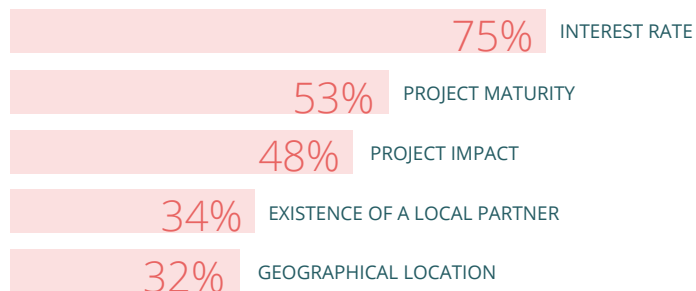 75% INTEREST RATE
53% PROJECT MATURITY
48% PROJECT IMPACT
34% EXISTENCE OF A LOCAL PARTNER
32% GEOGRAPHICAL LOCATION